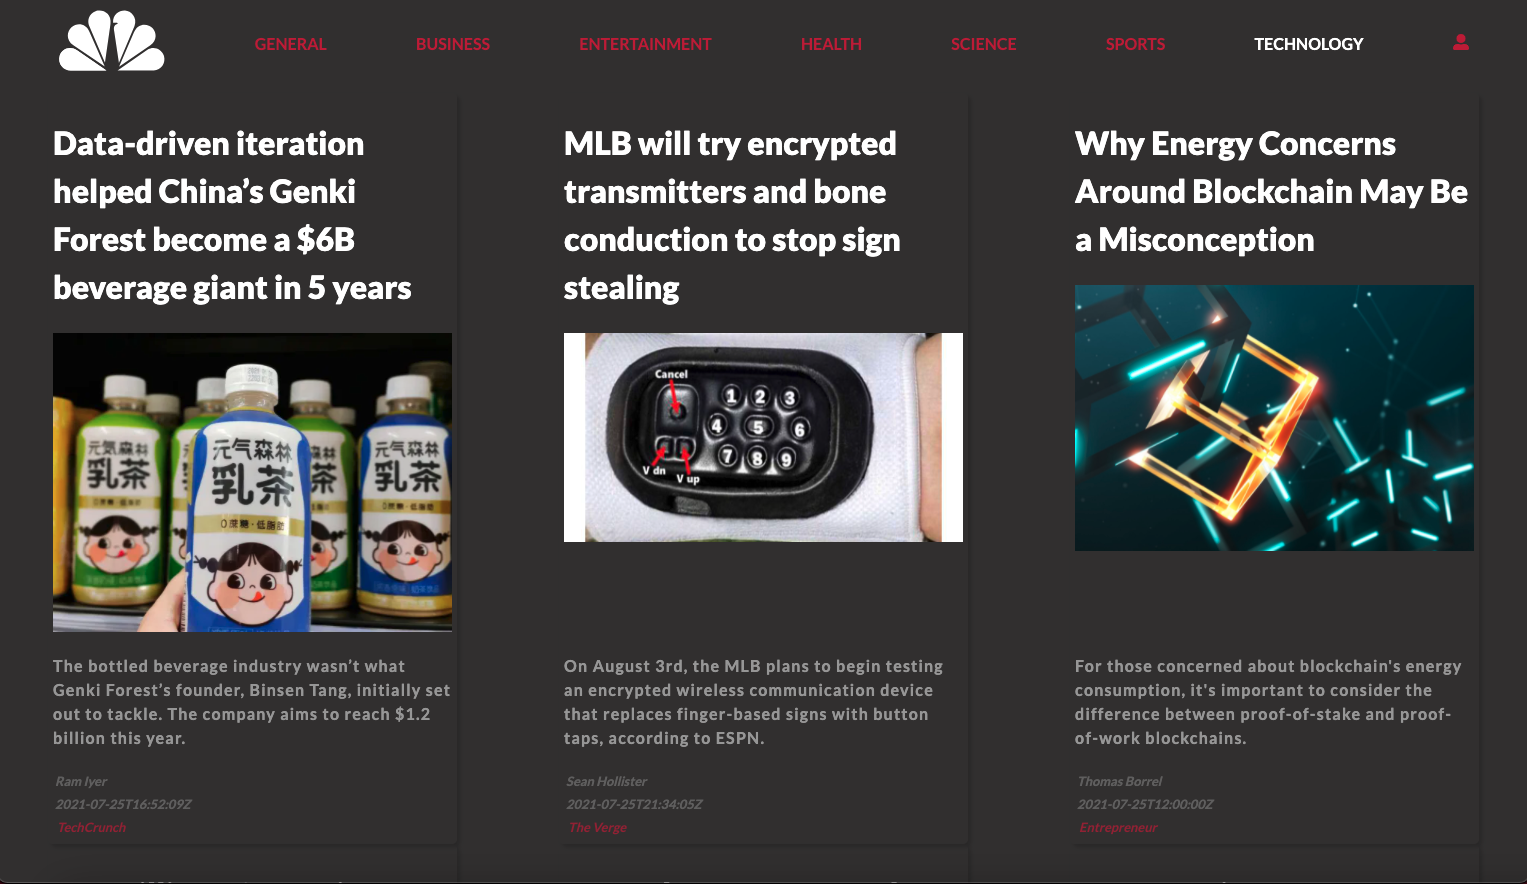 GENERAL
BUSINESS
ENTERTAINMENT
HEALTH
SCIENCE
SPORTS
TECHNOLOGY
Data-driven iteration
helped China’s Genki
Forest become a $6B
beverage giant in 5 years
元気森林
乳茶
元气森林
乳茶
0蔗糖·低脂肪
元气森林
乳茶
The bottled beverage industry wasn’t what
Genki Forest’s founder, Binsen Tang, initially set
out to tackle. The company aims to reach $1.2
billion this year.
Ram Iyer
2021-07-25T16:52:09Z
TechCrunch
MLB will try encrypted
transmitters and bone
conduction to stop sign
stealing
Cancel
1 2 3
4 5 6
7 8 9
V dn
V up
On August 3rd, the MLB plans to begin testing
an encrypted wireless communication device
that replaces finger-based signs with button
taps, according to ESPN.
Sean Hollister
2021-07-25T21:34:05Z
The Verge
Why Energy Concerns
Around Blockchain May Be
a Misconception
For those concerned about blockchain's energy
consumption, it's important to consider the
difference between proof-of-stake and proof-
of-work blockchains.
Thomas Borrel
2021-07-25T12:00:00Z
Entrepreneur